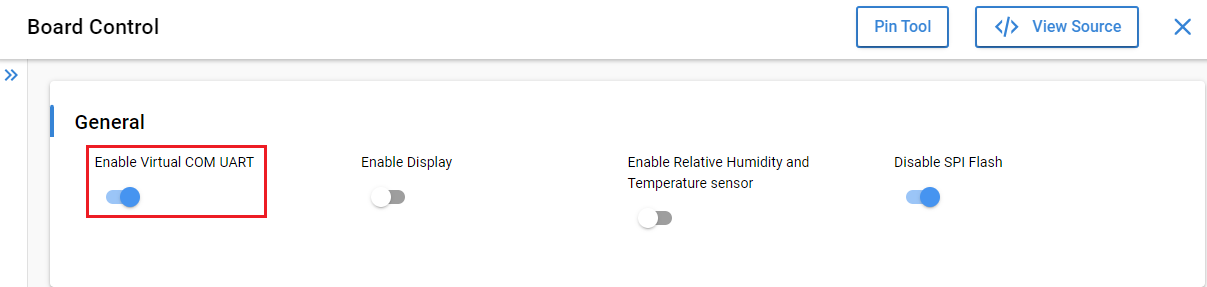 Board Control
Pin Tool
</> View Source
General
Enable Virtual COM UART
Enable Display
Enable Relative Humidity and
Temperature sensor
Disable SPI Flash